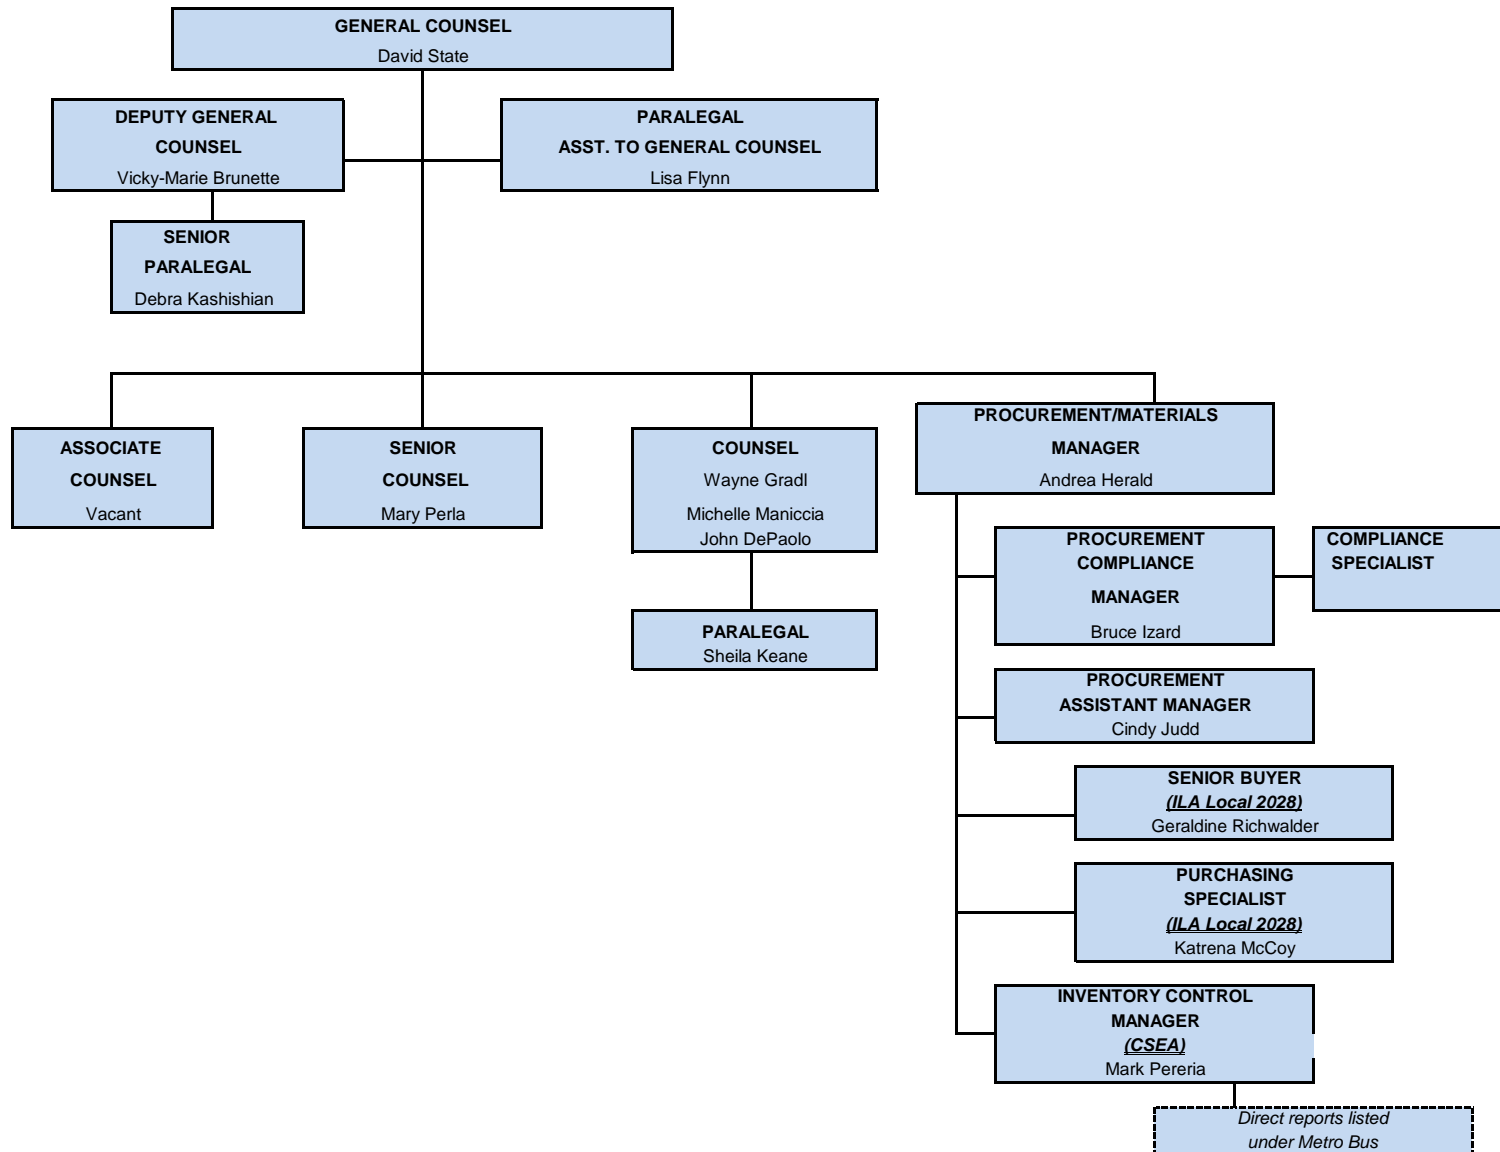 GENERAL COUNSEL
David State
DEPUTY GENERAL
COUNSEL
Vicky-Marie Brunette
PARALEGAL
ASST. TO GENERAL COUNSEL
Lisa Flynn
SENIOR
PARALEGAL
Debra Kashishian
ASSOCIATE
COUNSEL
Vacant
SENIOR
COUNSEL
Mary Perla
COUNSEL
Wayne Gradl
Michelle Maniccia
John DePaolo
PARALEGAL
Sheila Keane
PROCUREMENT/MATERIALS
MANAGER
Andrea Herald
PROCUREMENT
COMPLIANCE
MANAGER
Bruce Izard
COMPLIANCE
SPECIALIST
PROCUREMENT
ASSISTANT MANAGER
Cindy Judd
SENIOR BUYER
(ILA Local 2028)
Geraldine Richwalder
PURCHASING
SPECIALIST
(ILA Local 2028)
Katrena McCoy
INVENTORY CONTROL
MANAGER
(CSEA)
Mark Pereria
Direct reports listed
under Metro Bus